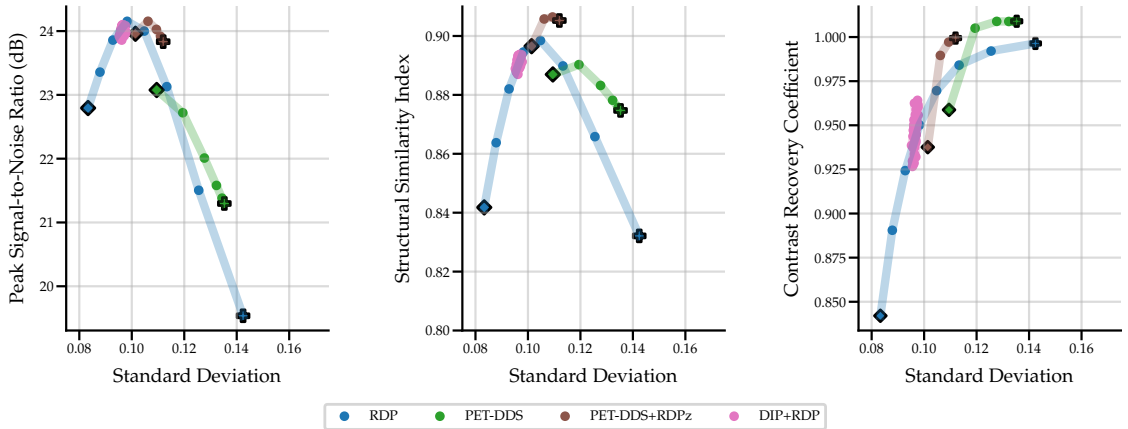 Peak Signal-to-Noise Ratio (dB)
24
23
22
21
20
0.08 0.10 0.12 0.14 0.16
Standard Deviation
Structural Similarity Index
0.90
0.88
0.86
0.84
0.82
0.80
0.08 0.10 0.12 0.14 0.16
Standard Deviation
Contrast Recovery Coefficient
1.000
0.975
0.950
0.925
0.900
0.875
0.850
0.08 0.10 0.12 0.14 0.16
Standard Deviation
RDP PET-DDS PET-DDS+RDPz DIP+RDP